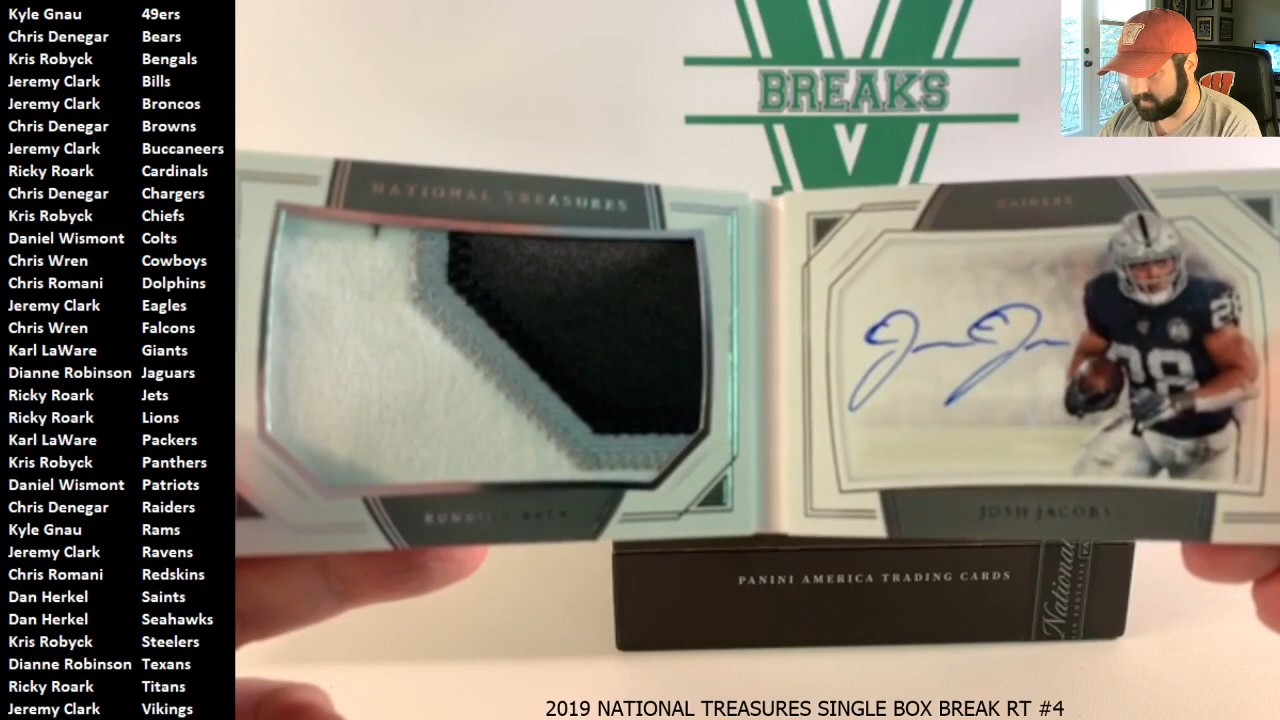 Kyle Gnau 49ers
Chris Denegar Bears
Kris Robyck Bengals
Jeremy Clark Bills
Jeremy Clark Broncos
Chris Denegar Browns
Jeremy Clark Buccaneers
Ricky Roark Cardinals
Chris Denegar Chargers
Kris Robyck Chiefs
Daniel Wismont Colts
Chris Wren Cowboys
Chris Romani Dolphins
Jeremy Clark Eagles
Chris Wren Falcons
Karl LaWare Giants
Dianne Robinson Jaguars
Ricky Roark Jets
Ricky Roark Lions
Karl LaWare Packers
Kris Robyck Panthers
Daniel Wismont Patriots
Chris Denegar Raiders
Kyle Gnau Rams
Jeremy Clark Ravens
Chris Romani Redskins
Dan Herkel Saints
Dan Herkel Seahawks
Kris Robyck Steelers
Dianne Robinson Texans
Ricky Roark Titans
Jeremy Clark Vikings
V
BREAKS
W
NATIONAL TREASURES
RUNNING BACK
RAIDERS
28
28
JOSH JACOBS
PANINI AMERICA TRADING CARDS
National
2019 NATIONAL TREASURES SINGLE BOX BREAK RT #4